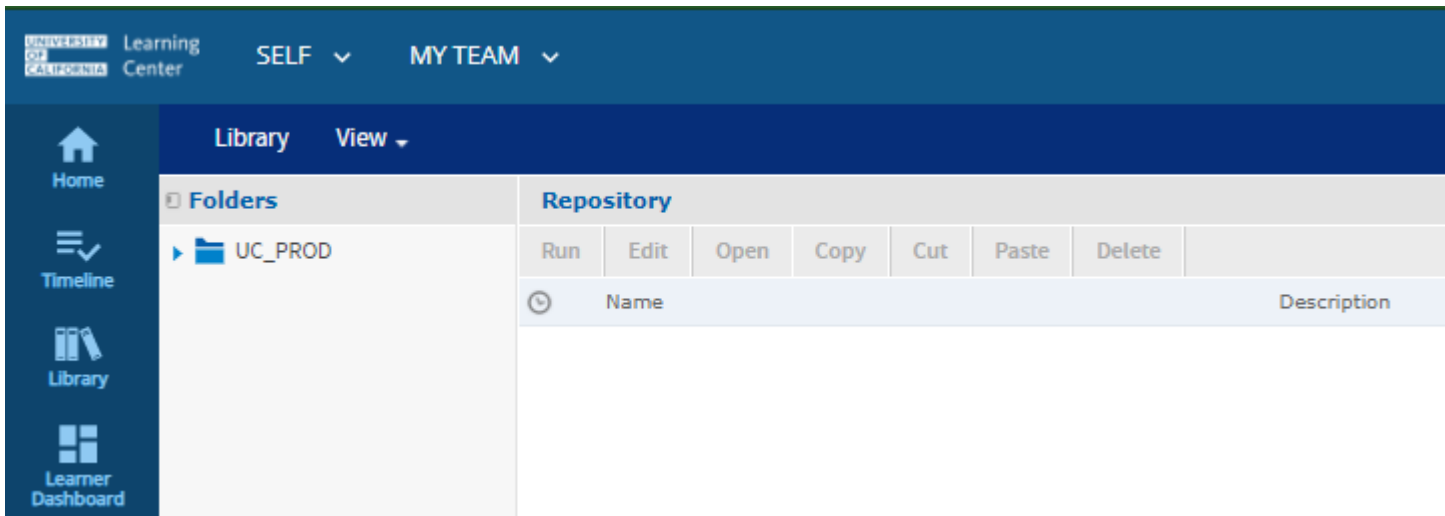 UNIVERSITY
OF
CALIFORNIA
Learning
Center
SELF
MY TEAM
Home
Timeline
Library
Learner
Dashboard
Library View
Folders
UC_PROD
Repository
Run Edit Open Copy Cut Paste Delete
Name Description